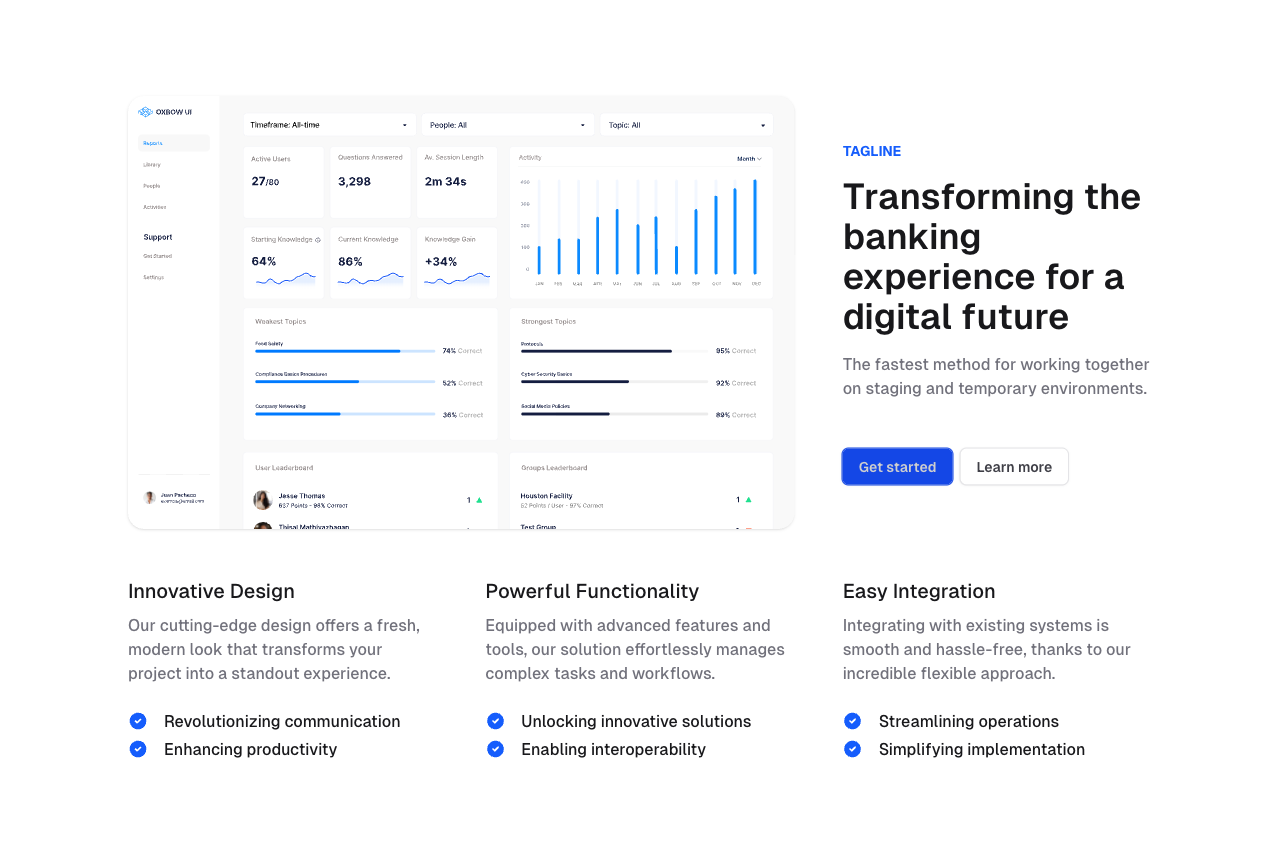 OXBOW UI
Reports
Library
People
Activities
Support
Get Started
Settings
Juan Pacheco
Timeframe: All-time
People: All
Topic: All
Active Users
27/80
Questions Answered
3,298
Av. Session Length
2m 34s
Starting Knowledge
64%
Current Knowledge
86%
Knowledge Gain
+34%
Activity
Month
400
300
200
100
0
JAN FEB MAR APR MAY JUN JUL AUG SEP OCT NOV DEC
Weakest Topics
Food Safety
74% Correct
Compliance Basics Procedures
52% Correct
Company Networking
36% Correct
Strongest Topics
Protocols
95% Correct
Cyber Security Basics
92% Correct
Social Media Policies
89% Correct
User Leaderboard
Jesse Thomas
637 Points - 98% Correct
1
Thisal Mathiyazhagan
Groups Leaderboard
Houston Facility
52 Points / User - 97% Correct
1
Test Group
TAGLINE
Transforming the
banking
experience for a
digital future
The fastest method for working together
on staging and temporary environments.
Get started
Learn more
Innovative Design
Our cutting-edge design offers a fresh,
modern look that transforms your
project into a standout experience.
Revolutionizing communication
Enhancing productivity
Powerful Functionality
Equipped with advanced features and
tools, our solution effortlessly manages
complex tasks and workflows.
Unlocking innovative solutions
Enabling interoperability
Easy Integration
Integrating with existing systems is
smooth and hassle-free, thanks to our
incredible flexible approach.
Streamlining operations
Simplifying implementation